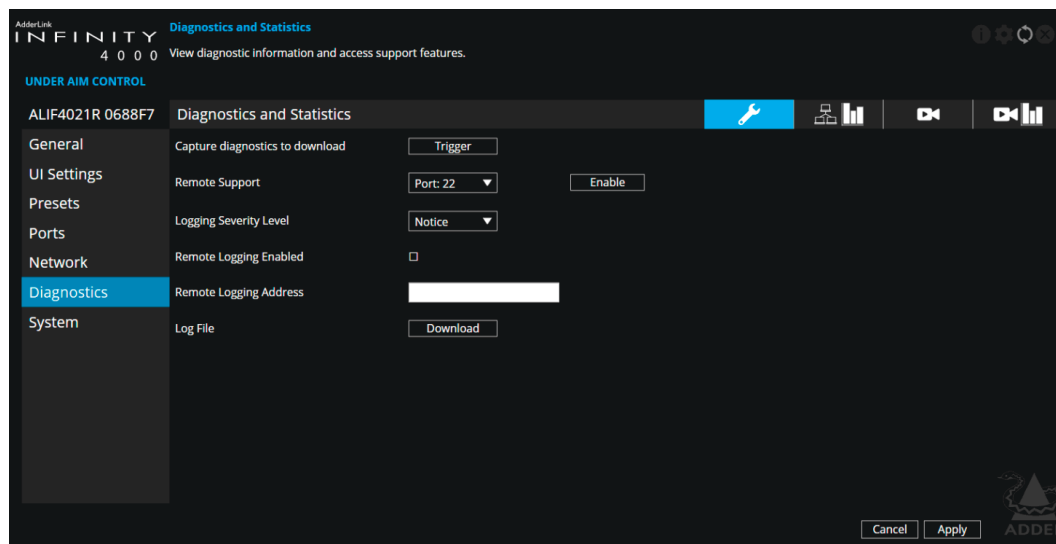 AdderLink
INFINITY
4000
Diagnostics and Statistics
View diagnostic information and access support features.
UNDER AIM CONTROL
ALIF4021R 0688F7
Diagnostics and Statistics
General
UI Settings
Presets
Ports
Network
Diagnostics
System
Capture diagnostics to download
Trigger
Remote Support
Port: 22
Enable
Logging Severity Level
Notice
Remote Logging Enabled
Remote Logging Address
Log File
Download
Cancel
Apply
ADDE